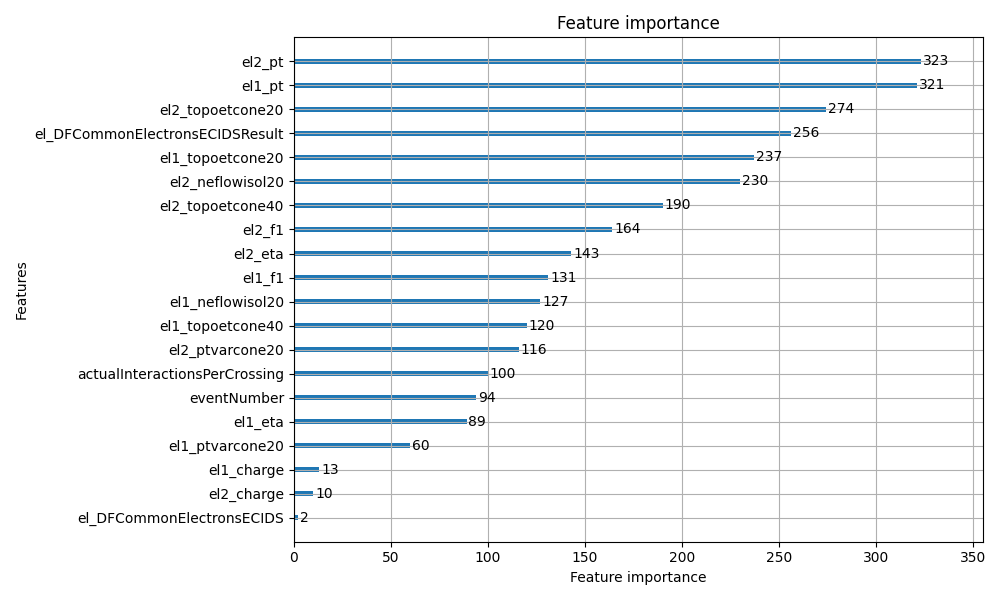 Feature importance
el2_pt 323
el1_pt 321
el2_topoetcone20 274
el_DFCommonElectronsECIDSResult 256
el1_topoetcone20 237
el2_neflowisol20 230
el2_topoetcone40 190
el2_f1 164
el2_eta 143
el1_f1 131
el1_neflowisol20 127
el1_topoetcone40 120
el2_ptvarcone20 116
actualInteractionsPerCrossing 100
eventNumber 94
el1_eta 89
el1_ptvarcone20 60
el1_charge 13
el2_charge 10
el_DFCommonElectronsECIDS 2
Features
0 50 100 150 200 250 300 350
Feature importance